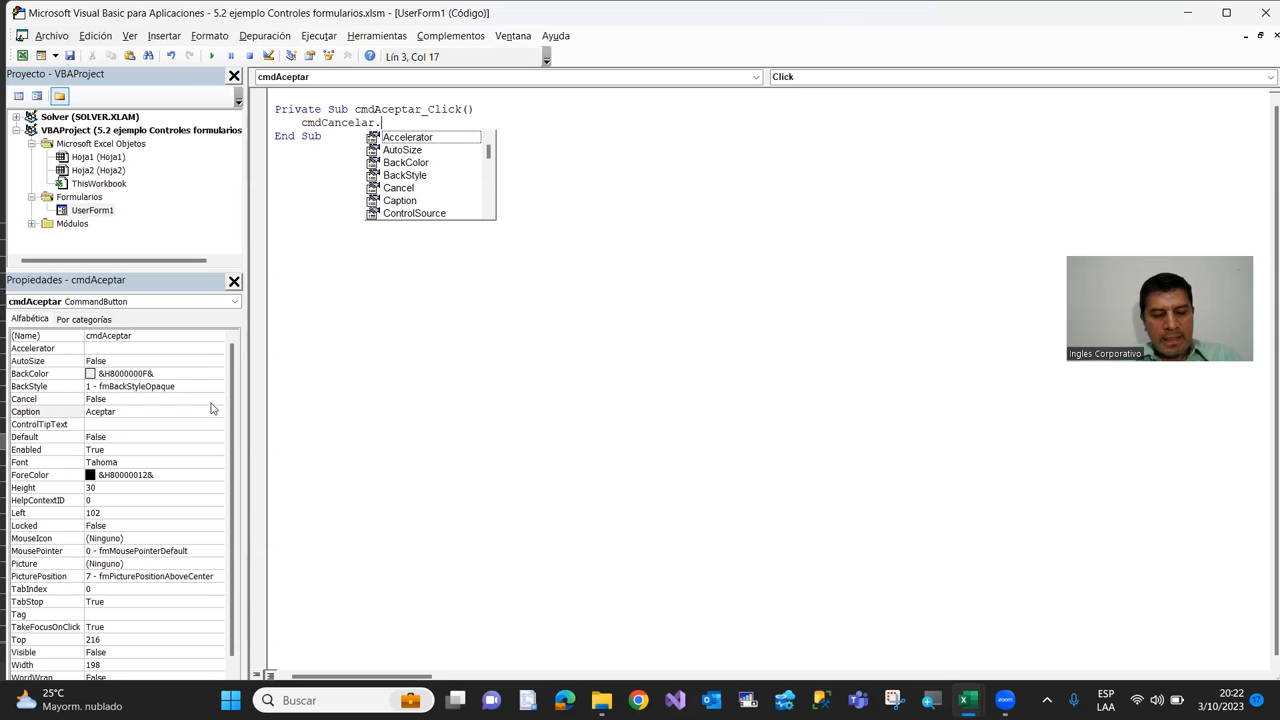 Microsoft Visual Basic para Aplicaciones - 5.2 ejemplo Controles formularios.xlsm - [UserForm1 (Código)]
Archivo Edición Ver Insertar Formato Depuración Ejecutar Herramientas Complementos Ventana Ayuda
Lín 3, Col 17
Proyecto - VBAProject
cmdAceptar
Click
Solver (SOLVER.XLAM)
VBAProject (5.2 ejemplo Controles formularios
Microsoft Excel Objetos
Hoja1 (Hoja1)
Hoja2 (Hoja2)
ThisWorkbook
Formularios
UserForm1
Módulos
Private Sub cmdAceptar_Click()
cmdCancelar.
End Sub
Accelerator
AutoSize
BackColor
BackStyle
Cancel
Caption
ControlSource
Propiedades - cmdAceptar
cmdAceptar CommandButton
Alfabética Por categorías
(Name) cmdAceptar
Accelerator
AutoSize False
BackColor &H8000000F&
BackStyle 1 - fmBackStyleOpaque
Cancel False
Caption Aceptar
ControlTipText
Default False
Enabled True
Font Tahoma
ForeColor &H80000012&
Height 30
HelpContextID 0
Left 102
Locked False
MouseIcon (Ninguno)
MousePointer 0 - fmMousePointerDefault
Picture (Ninguno)
PicturePosition 7 - fmPicturePositionAboveCenter
TabIndex 0
TabStop True
Tag
TakeFocusOnClick True
Top 216
Visible False
Width 198
WordWrap False
Ingles Corporativo
25°C
Mayorm. nublado
Buscar
ESP
LAA
20:22
3/10/2023